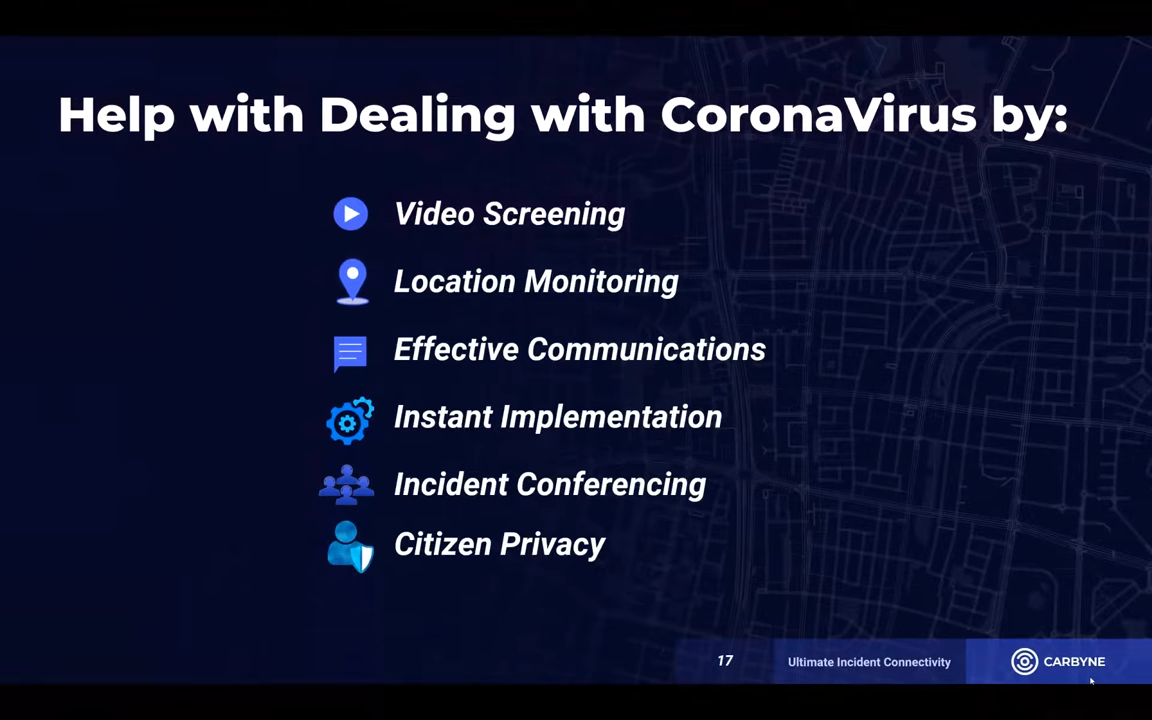 Help with Dealing with CoronaVirus by:
Video Screening
Location Monitoring
Effective Communications
Instant Implementation
Incident Conferencing
Citizen Privacy
17
Ultimate Incident Connectivity
CARBYNE